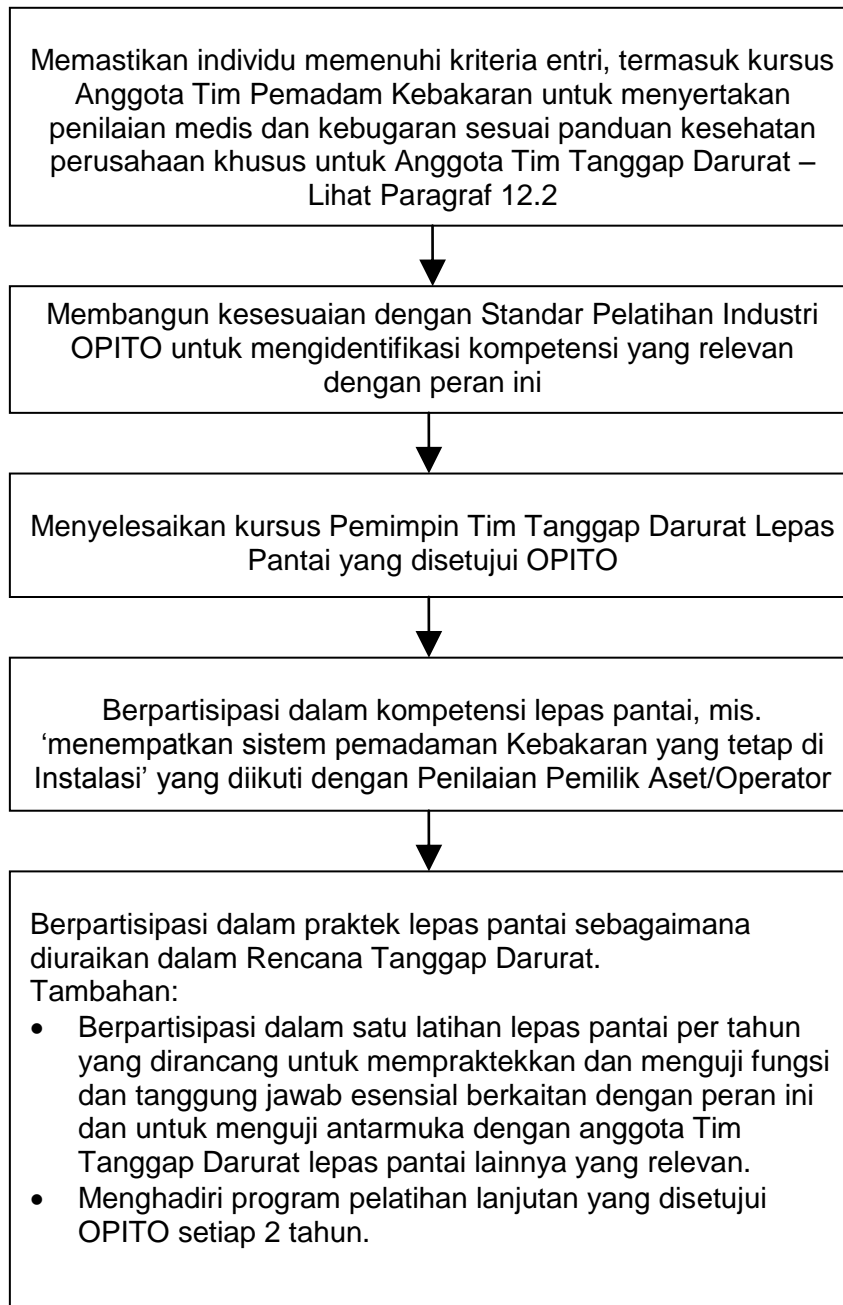 Memastikan individu memenuhi kriteria entri, termasuk kursus
Anggota Tim Pemadam Kebakaran untuk menyertakan
penilaian medis dan kebugaran sesuai panduan kesehatan
perusahaan khusus untuk Anggota Tim Tanggap Darurat –
Lihat Paragraf 12.2
Membangun kesesuaian dengan Standar Pelatihan Industri
OPITO untuk mengidentifikasi kompetensi yang relevan
dengan peran ini
Menyelesaikan kursus Pemimpin Tim Tanggap Darurat Lepas
Pantai yang disetujui OPITO
Berpartisipasi dalam kompetensi lepas pantai, mis.
‘menempatkan sistem pemadaman Kebakaran yang tetap di
Instalasi’ yang diikuti dengan Penilaian Pemilik Aset/Operator
Berpartisipasi dalam praktek lepas pantai sebagaimana
diuraikan dalam Rencana Tanggap Darurat.
Tambahan:
• Berpartisipasi dalam satu latihan lepas pantai per tahun
yang dirancang untuk mempraktekkan dan menguji fungsi
dan tanggung jawab esensial berkaitan dengan peran ini
dan untuk menguji antarmuka dengan anggota Tim
Tanggap Darurat lepas pantai lainnya yang relevan.
• Menghadiri program pelatihan lanjutan yang disetujui
OPITO setiap 2 tahun.